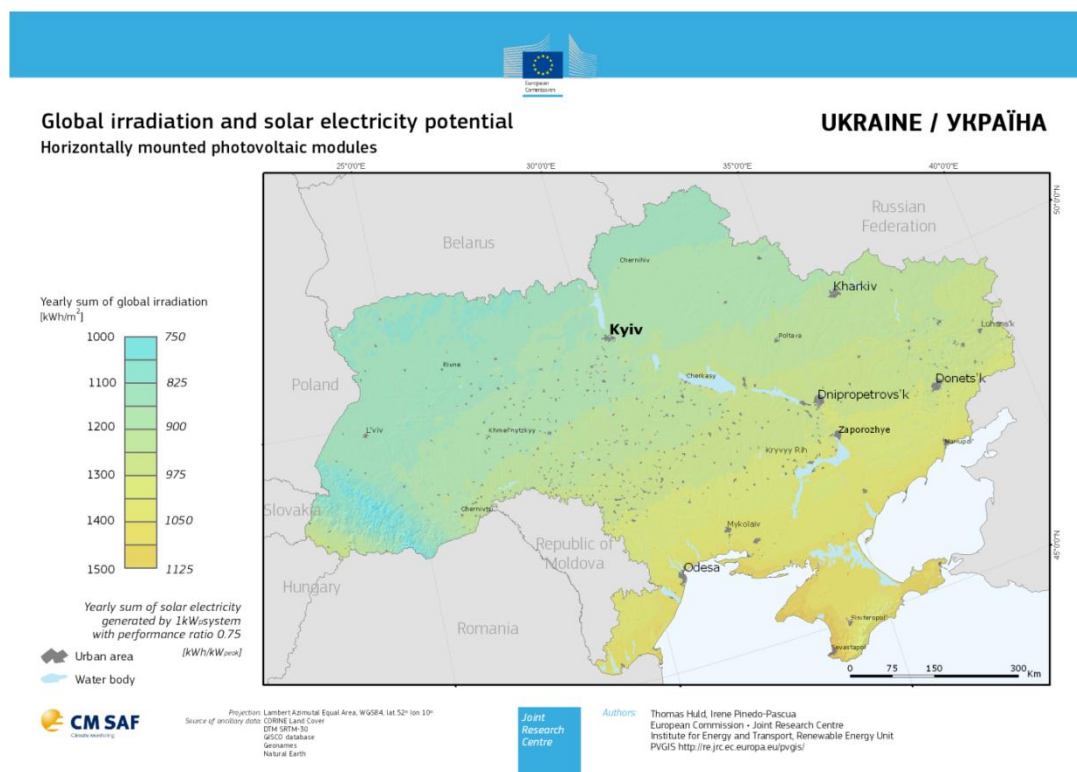 European
Commission
Global irradiation and solar electricity potential
Horizontally mounted photovoltaic modules
UKRAINE / УКРАЇНА
25°0'0"E
30°0'0"E
35°0'0"E
40°0'0"E
50°0'0"N
45°0'0"N
Belarus
Russian
Federation
Poland
Slovakia
Hungary
Romania
Republic of
Moldova
Chernihiv
Kyiv
Kharkiv
Luhans'k
Rivne
Poltava
Cherkasy
L'viv
Khmel'nytzkyy
Dnipropetrovs'k
Donets'k
Zaporozhye
Kryvyy Rih
Mariupol'
Chernivtsi
Mykolaiv
Odesa
Simferopol'
Sevastapol
Yearly sum of global irradiation
[kWh/m²]
1000 750
1100 825
1200 900
1300 975
1400 1050
1500 1125
Yearly sum of solar electricity
generated by 1kWp system
with performance ratio 0.75
[kWh/kWpeak]
Urban area
Water body
0 75 150 300
Km
CM SAF
Climate Monitoring
Projection: Lambert Azimutal Equal Area, WGS84, lat 52° lon 10°
Source of ancillary data: CORINE Land Cover
DTM SRTM-30
GISCO database
Geonames
Natural Earth
Joint
Research
Centre
Authors: Thomas Huld, Irene Pinedo-Pascua
European Commission • Joint Research Centre
Institute for Energy and Transport, Renewable Energy Unit
PVGIS http://re.jrc.ec.europa.eu/pvgis/